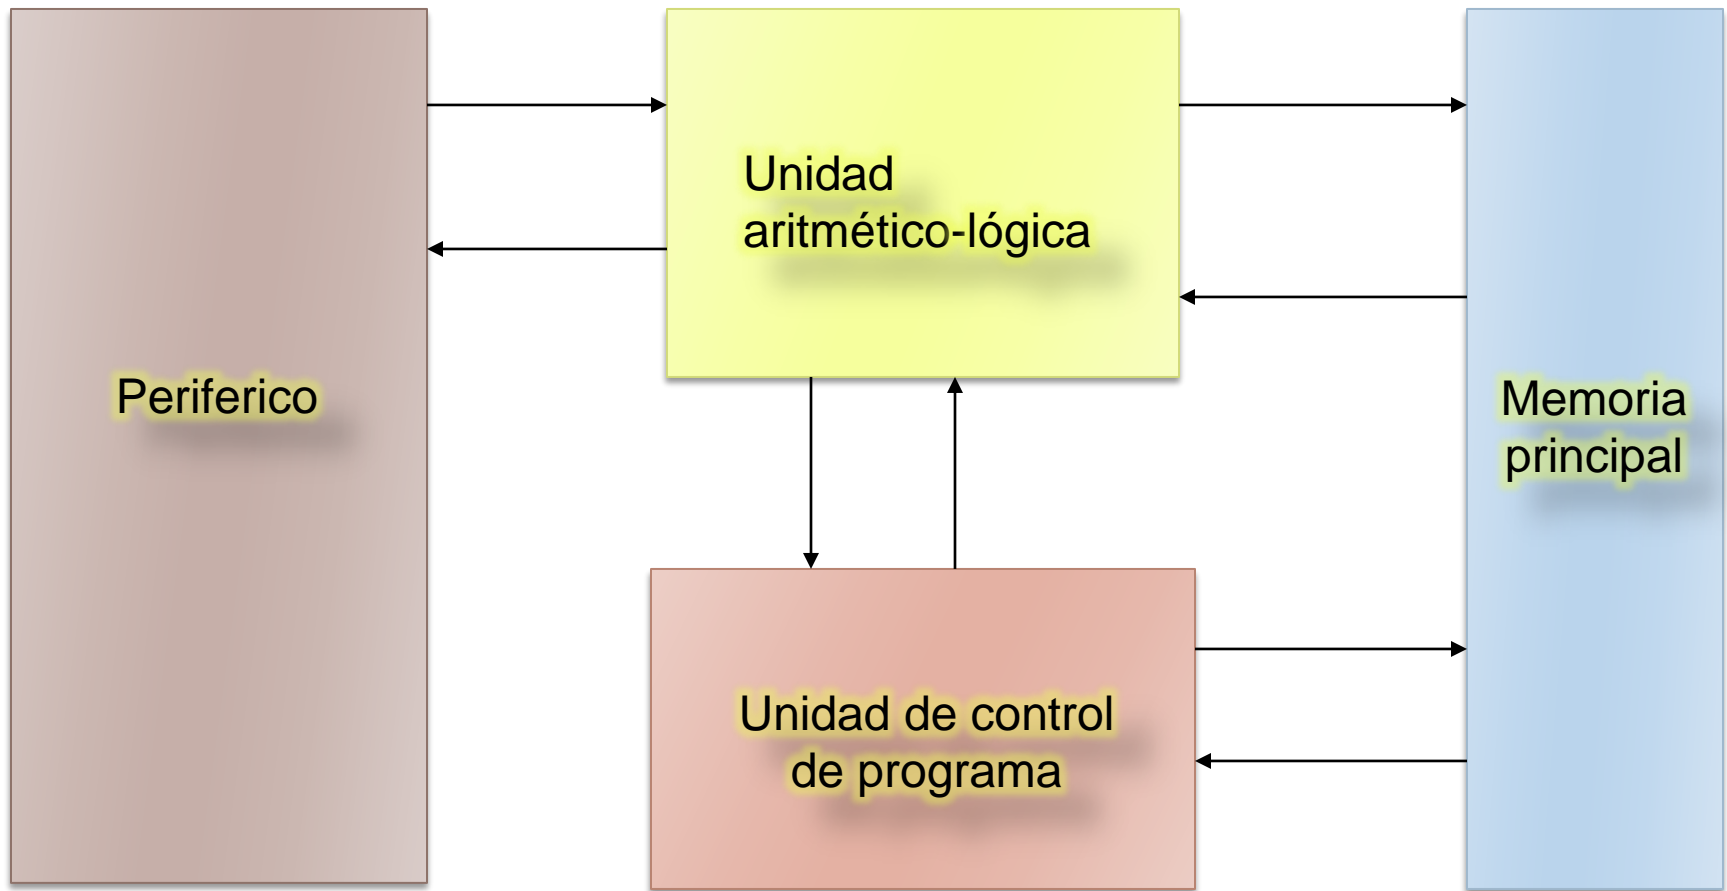 Unidad
aritmético-lógica
Periferico
Memoria
principal
Unidad de control
de programa